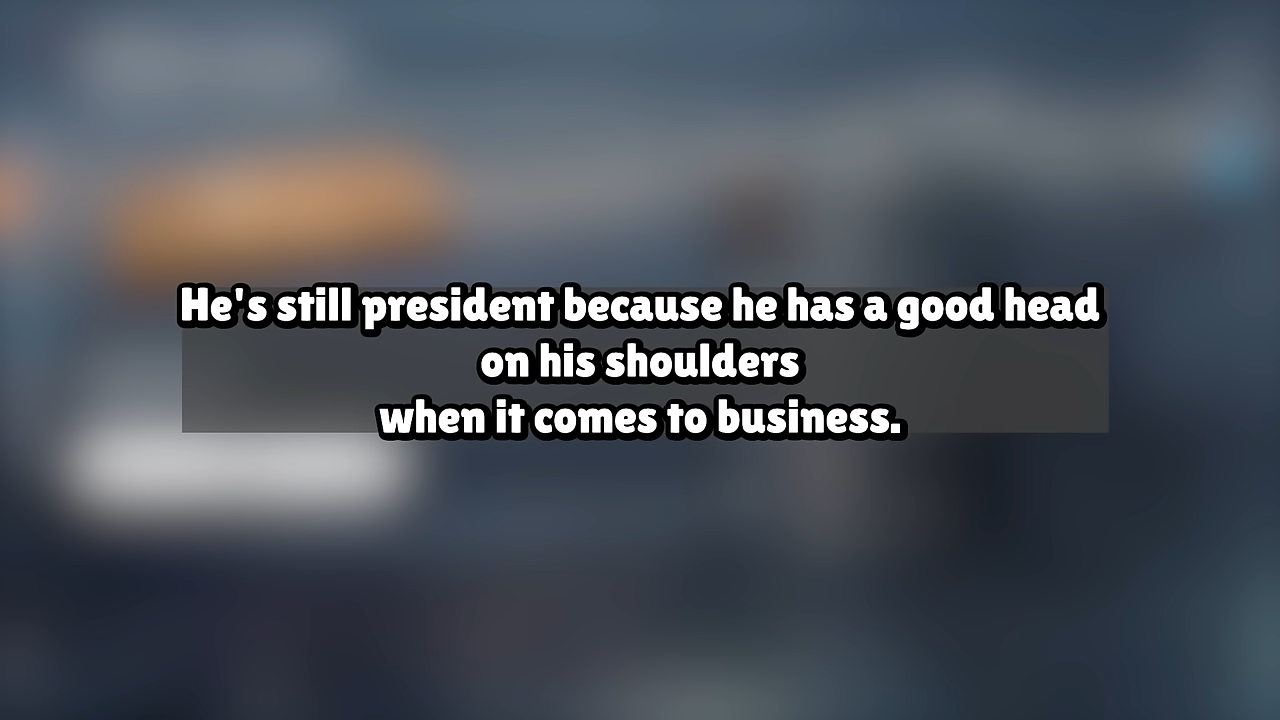 He's still president because he has a good head
on his shoulders
when it comes to business.